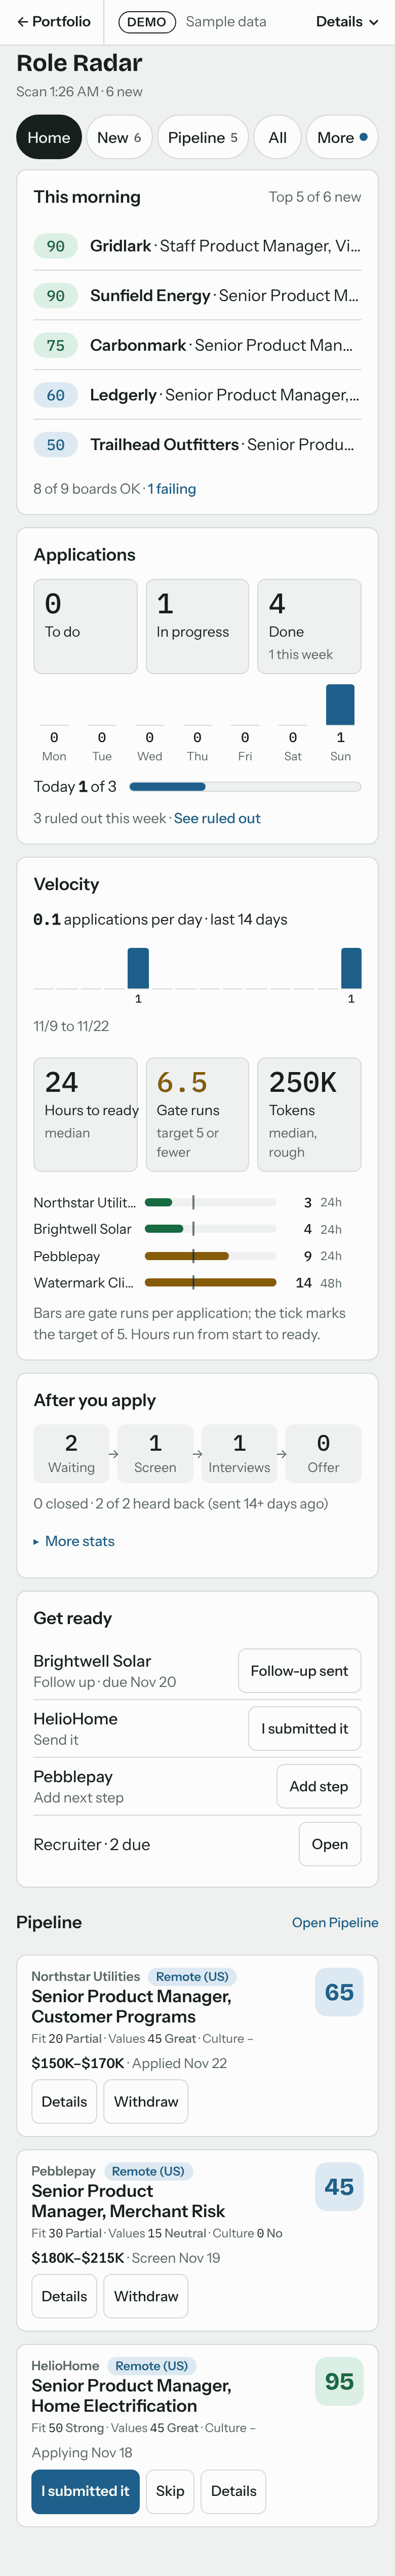 ← Portfolio DEMO Sample data Details
Role Radar
Scan 1:26 AM · 6 new
Home New 6 Pipeline 5 All More
This morning Top 5 of 6 new
90 Gridlark · Staff Product Manager, Vi...
90 Sunfield Energy · Senior Product M...
75 Carbonmark · Senior Product Man...
60 Ledgerly · Senior Product Manager,...
50 Trailhead Outfitters · Senior Produ...
8 of 9 boards OK · 1 failing
Applications
0 1 4
To do In progress Done
1 this week
0 0 0 0 0 0 1
Mon Tue Wed Thu Fri Sat Sun
Today 1 of 3
3 ruled out this week · See ruled out
Velocity
0.1 applications per day · last 14 days
1 1
11/9 to 11/22
24 6.5 250K
Hours to ready Gate runs Tokens
median target 5 or median,
fewer rough
Northstar Utilit... 3 24h
Brightwell Solar 4 24h
Pebblepay 9 24h
Watermark Cli... 14 48h
Bars are gate runs per application; the tick marks
the target of 5. Hours run from start to ready.
After you apply
2 → 1 → 1 → 0
Waiting Screen Interviews Offer
0 closed · 2 of 2 heard back (sent 14+ days ago)
▸ More stats
Get ready
Brightwell Solar
Follow up · due Nov 20
Follow-up sent
HelioHome
Send it
I submitted it
Pebblepay
Add next step
Add step
Recruiter · 2 due Open
Pipeline Open Pipeline
Northstar Utilities Remote (US) 65
Senior Product Manager,
Customer Programs
Fit 20 Partial · Values 45 Great · Culture –
$150K–$170K · Applied Nov 22
Details Withdraw
Pebblepay Remote (US) 45
Senior Product
Manager, Merchant Risk
Fit 30 Partial · Values 15 Neutral · Culture 0 No
$180K–$215K · Screen Nov 19
Details Withdraw
HelioHome Remote (US) 95
Senior Product Manager,
Home Electrification
Fit 50 Strong · Values 45 Great · Culture –
Applying Nov 18
I submitted it Skip Details